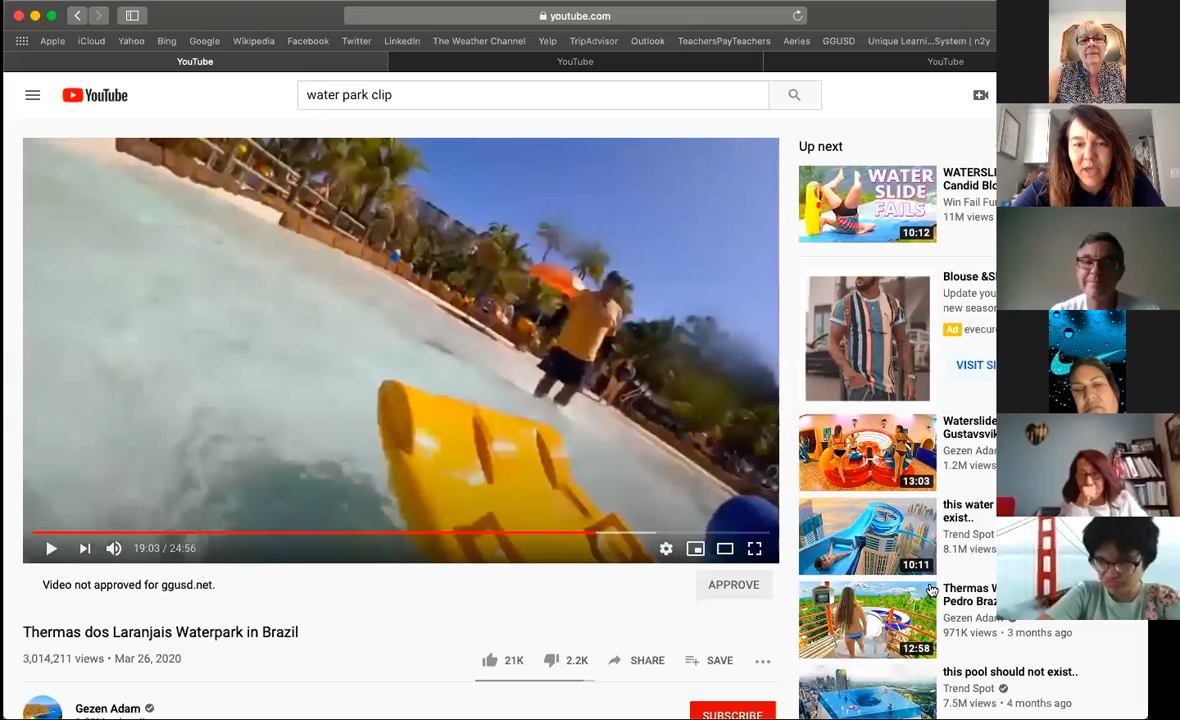 youtube.com
Apple iCloud Yahoo Bing Google Wikipedia Facebook Twitter LinkedIn The Weather Channel Yelp TripAdvisor Outlook TeachersPayTeachers Aeries GGUSD Unique Learni...System | n2y
YouTube YouTube YouTube
YouTube
water park clip
Up next
WATERSLI
Candid Blo
Win Fail Fu
11M views
WATER
SLIDE
FAILS
10:12
Blouse &S
Update you
new season
Ad evecure
VISIT SI
Waterslide
Gustavsvik
Gezen Adam
1.2M views
13:03
this water
exist..
Trend Spot
8.1M views
10:11
Thermas W
Pedro Braz
Gezen Adam
971K views • 3 months ago
12:58
this pool should not exist..
Trend Spot
7.5M views • 4 months ago
19:03 / 24:56
Video not approved for ggusd.net.
APPROVE
Thermas dos Laranjais Waterpark in Brazil
3,014,211 views • Mar 26, 2020
21K 2.2K SHARE SAVE
Gezen Adam
SUBSCRIBE